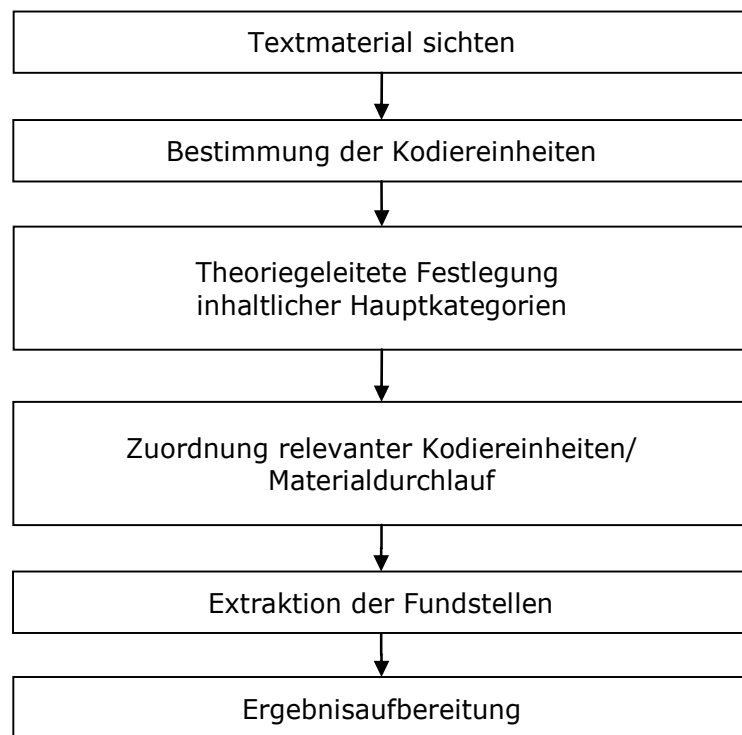 Textmaterial sichten
Bestimmung der Kodiereinheiten
Theoriegeleitete Festlegung
inhaltlicher Hauptkategorien
Zuordnung relevanter Kodiereinheiten/
Materialdurchlauf
Extraktion der Fundstellen
Ergebnisaufbereitung